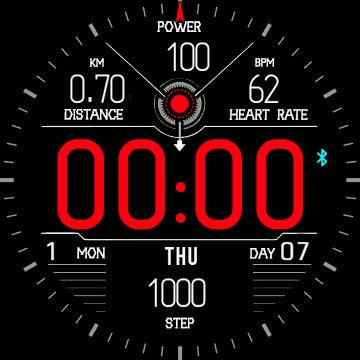 POWER
100
KM BPM
0.70 62
DISTANCE HEART RATE
00:00
1 MON THU DAY 07
1000
STEP